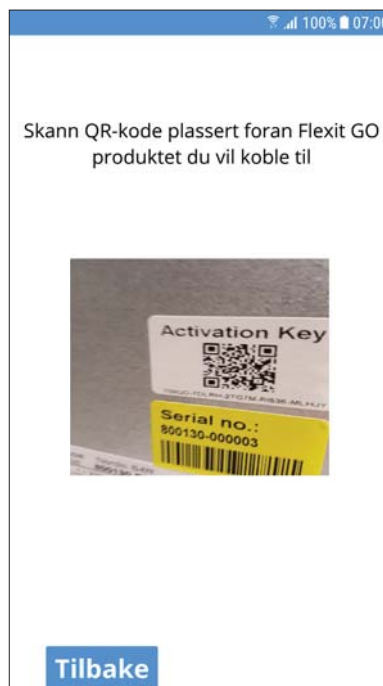 100% 07:00
Skann QR-kode plassert foran Flexit GO
produktet du vil koble til
Activation Key
Serial no.:
800130-000003
Tilbake